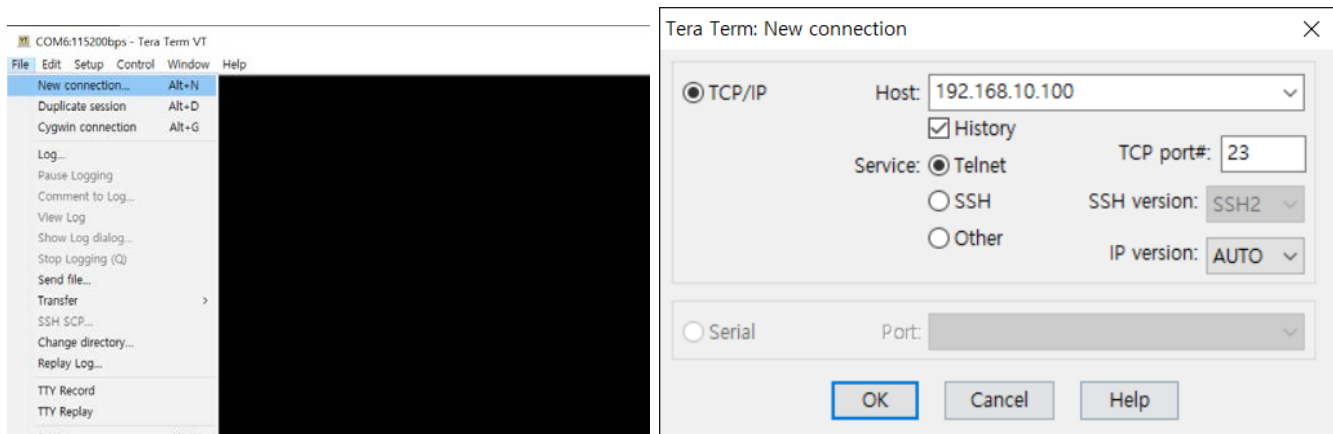 COM6:115200bps - Tera Term VT
File Edit Setup Control Window Help
New connection... Alt+N
Duplicate session Alt+D
Cygwin connection Alt+G
Log...
Pause Logging
Comment to Log...
View Log
Show Log dialog...
Stop Logging (Q)
Send file...
Transfer >
SSH SCP...
Change directory...
Replay Log...
TTY Record
TTY Replay
Tera Term: New connection
TCP/IP Host: 192.168.10.100
History
Service: Telnet TCP port#: 23
SSH SSH version: SSH2
Other IP version: AUTO
Serial Port:
OK Cancel Help